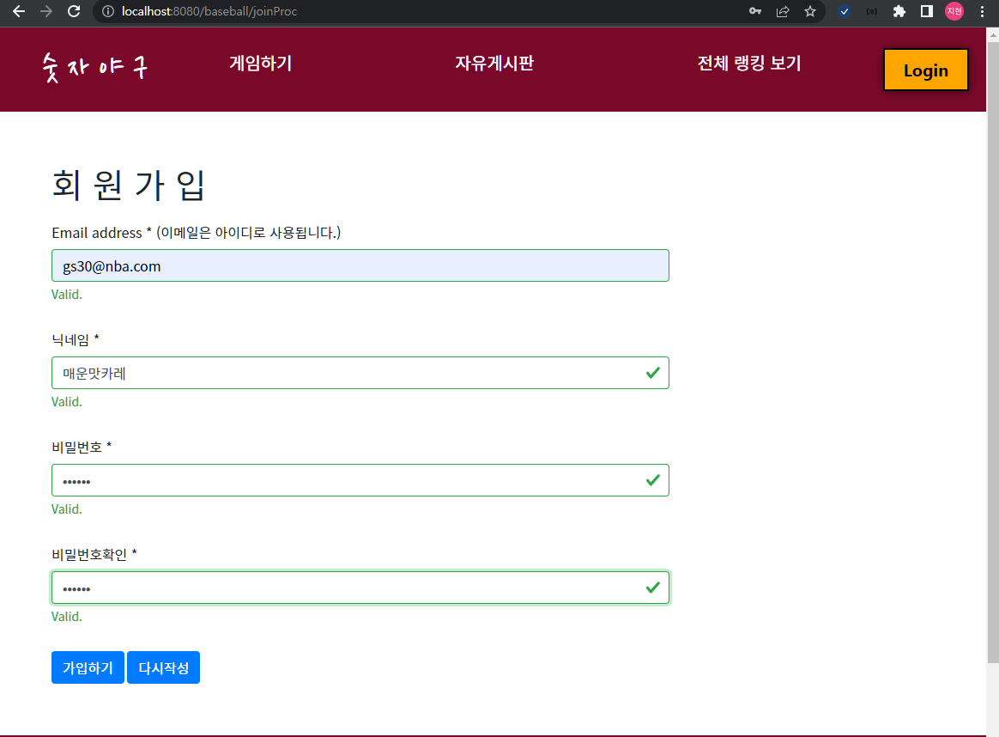 localhost:8080/baseball/joinProc
지현
숫자야구 게임하기 자유게시판 전체 랭킹 보기 Login
회 원 가 입
Email address * (이메일은 아이디로 사용됩니다.)
gs30@nba.com
Valid.
닉네임 *
매운맛카레
Valid.
비밀번호 *
••••••
Valid.
비밀번호확인 *
••••••
Valid.
가입하기 다시작성